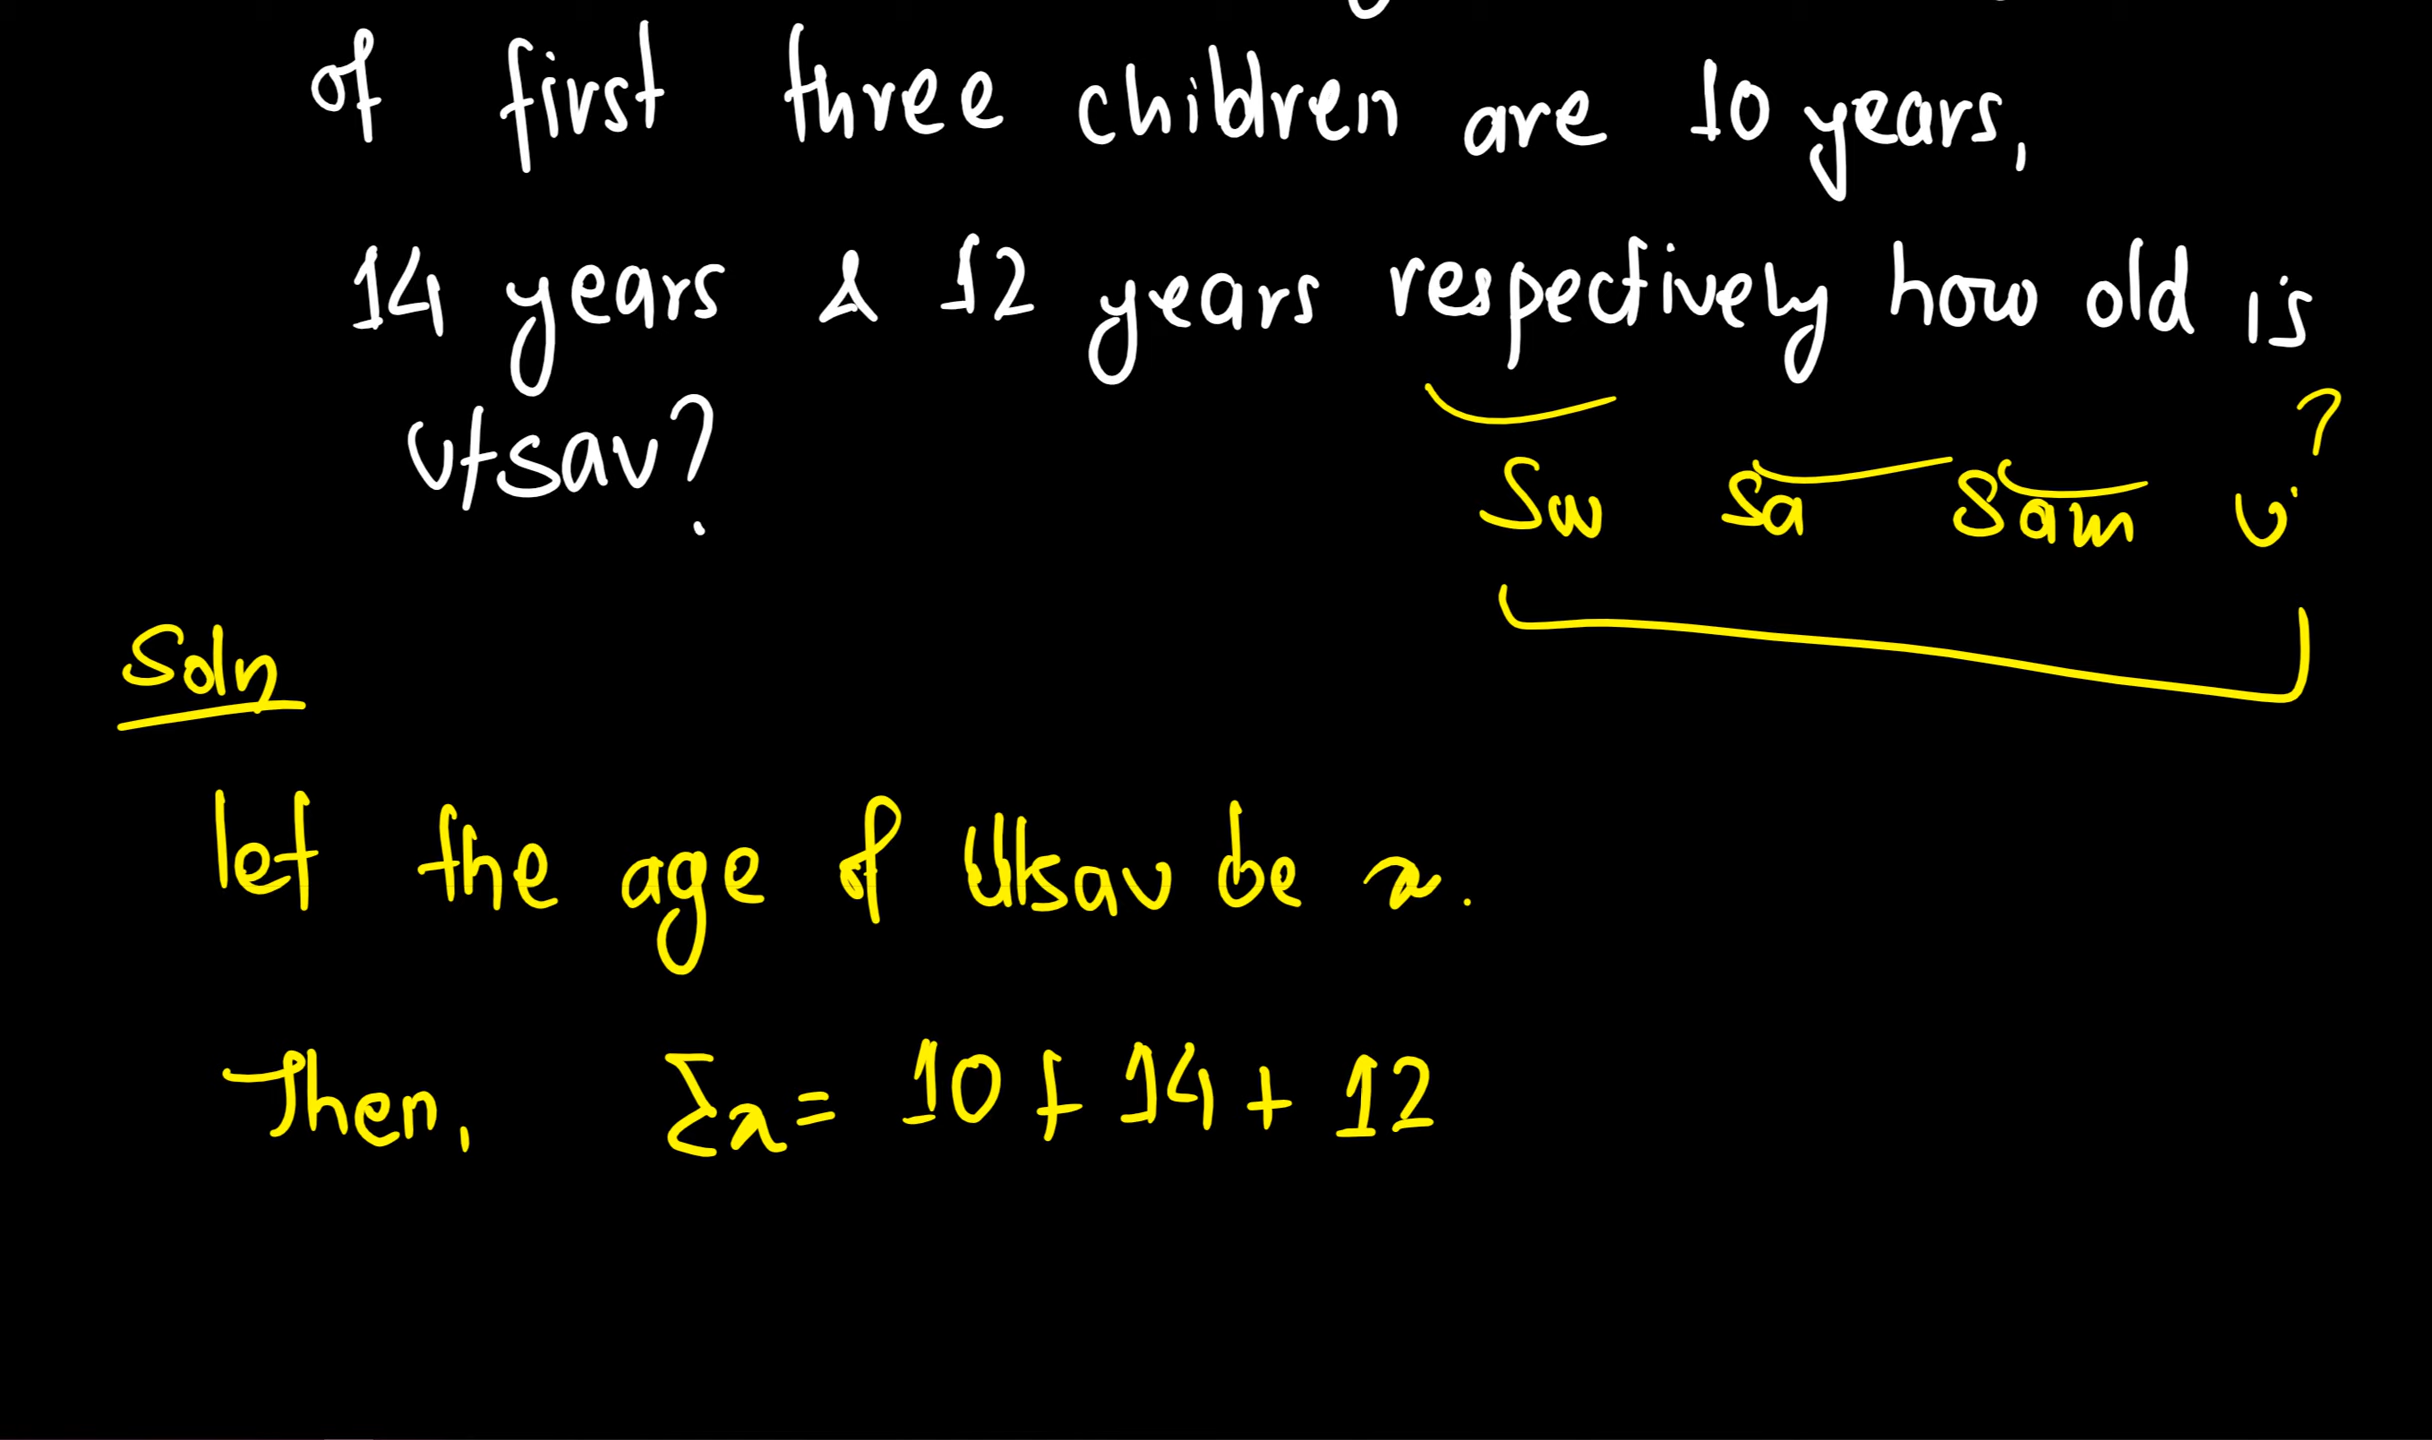 of first three children are 10 years,
14 years & 12 years respectively how old is
Utsav?
?
Sw Sa Sam U
Soln
let the age of Utsav be x.
Then, Σx = 10 + 14 + 12